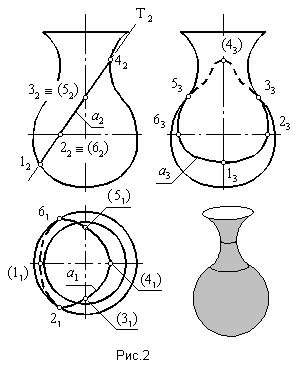 T₂
4₂
3₂ ≡ (5₂)
a₂
2₂ ≡ (6₂)
1₂
(4₃)
5₃
3₃
6₃
2₃
a₃
1₃
6₁
(5₁)
(1₁)
a₁
(4₁)
2₁
(3₁)
Рис.2